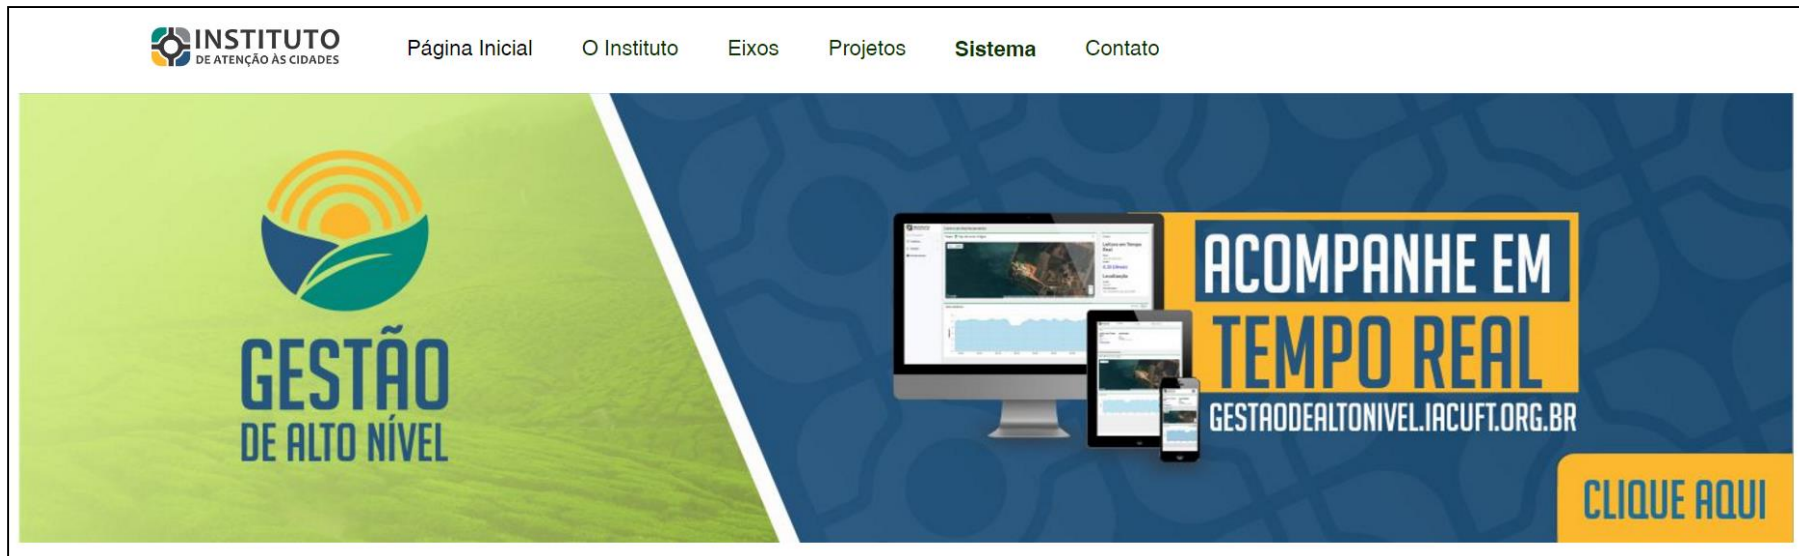 INSTITUTO
DE ATENÇÃO ÀS CIDADES
Página Inicial
O Instituto
Eixos
Projetos
Sistema
Contato
GESTÃO
DE ALTO NÍVEL
ACOMPANHE EM
TEMPO REAL
GESTAODEALTONIVEL.IACUFT.ORG.BR
CLIQUE AQUI